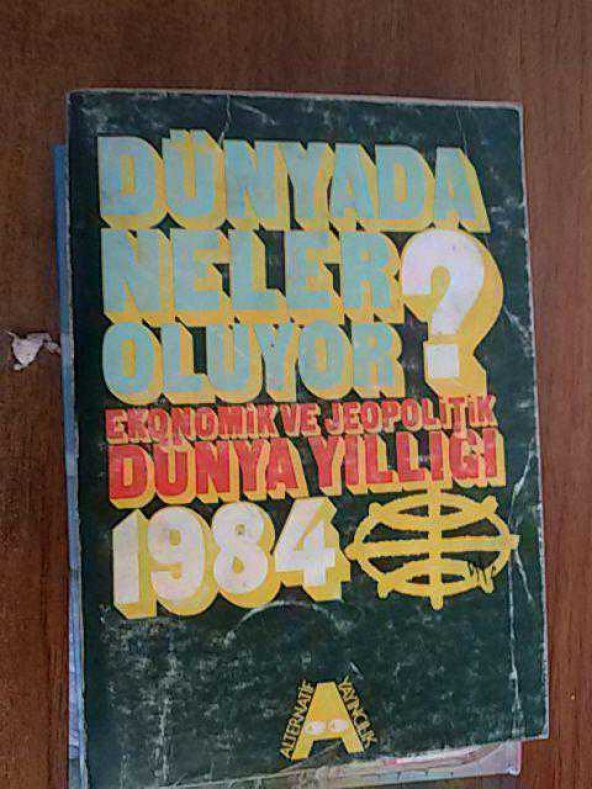 DÜNYADA
NELER
OLUYOR?
EKONOMİK VE JEOPOLİTİK
DÜNYA YILLIĞI
1984
ALTERNATİF
YAYINCILIK